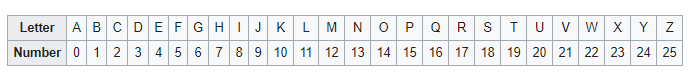 Letter A B C D E F G H I J K L M N O P Q R S T U V W X Y Z
Number 0 1 2 3 4 5 6 7 8 9 10 11 12 13 14 15 16 17 18 19 20 21 22 23 24 25